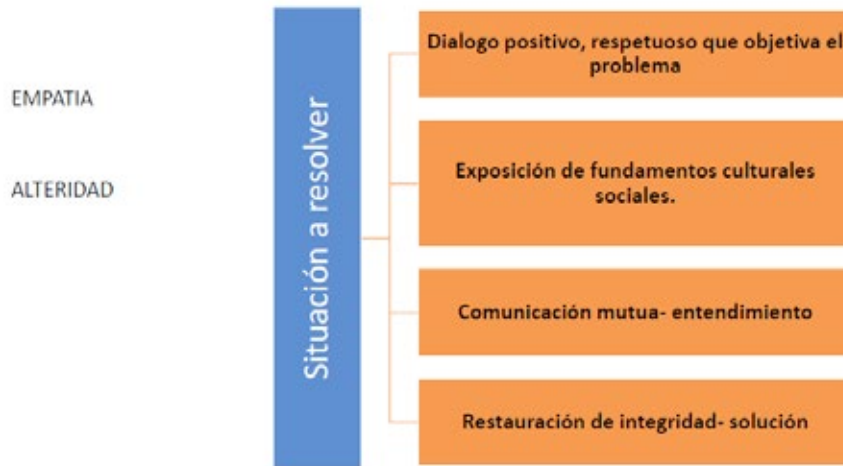 EMPATIA
ALTERIDAD
Situación a resolver
Dialogo positivo, respetuoso que objetiva el
problema
Exposición de fundamentos culturales
sociales.
Comunicación mutua- entendimiento
Restauración de integridad- solución